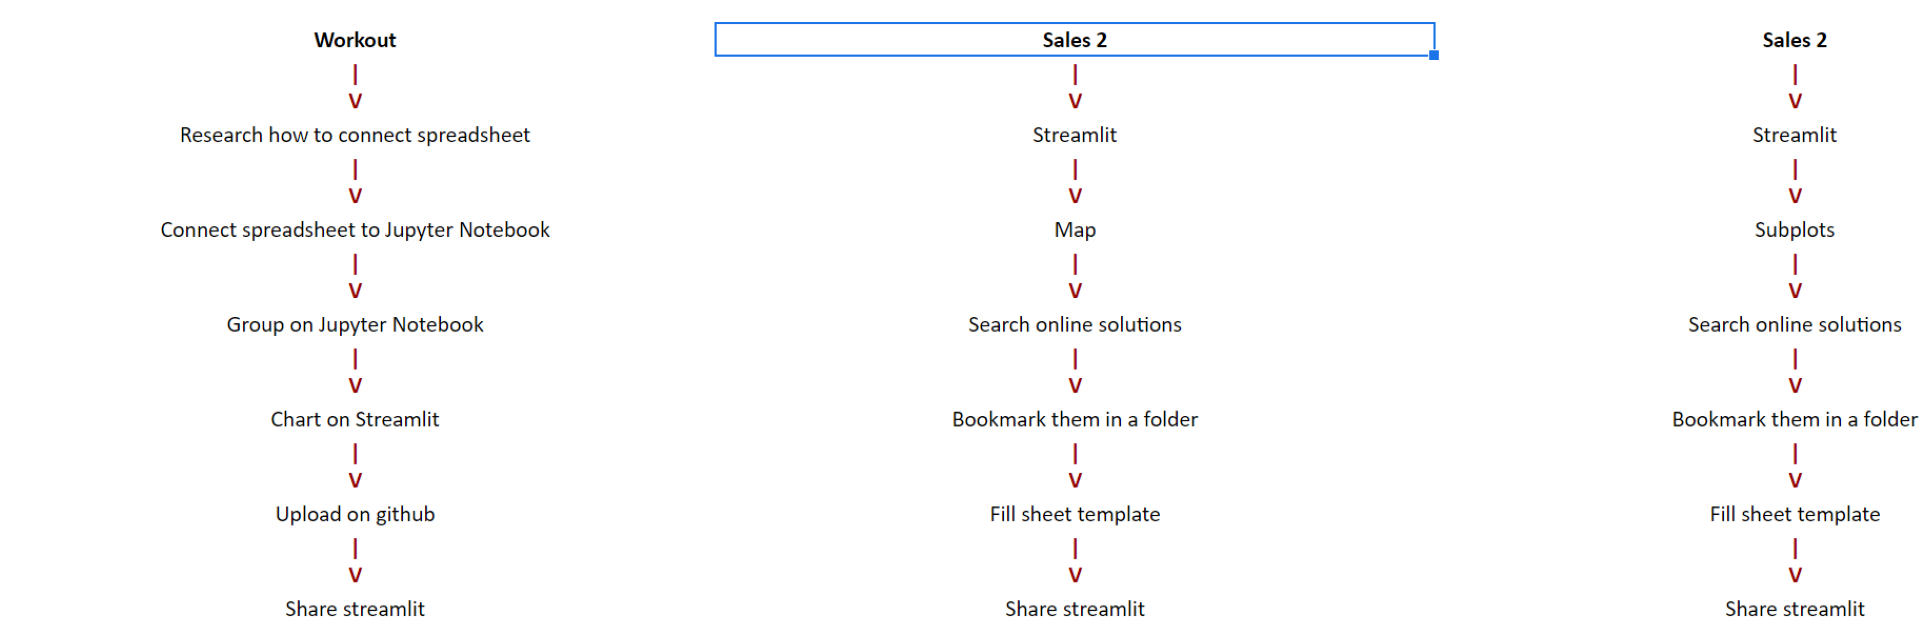 Workout
|
V
Research how to connect spreadsheet
|
V
Connect spreadsheet to Jupyter Notebook
|
V
Group on Jupyter Notebook
|
V
Chart on Streamlit
|
V
Upload on github
|
V
Share streamlit
Sales 2
|
V
Streamlit
|
V
Map
|
V
Search online solutions
|
V
Bookmark them in a folder
|
V
Fill sheet template
|
V
Share streamlit
Sales 2
|
V
Streamlit
|
V
Subplots
|
V
Search online solutions
|
V
Bookmark them in a folder
|
V
Fill sheet template
|
V
Share streamlit